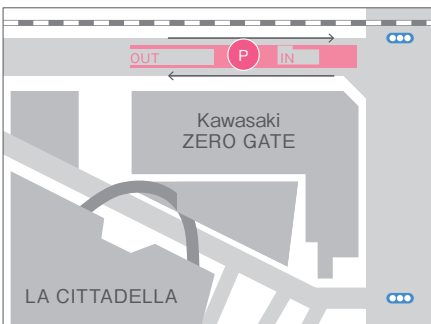 OUT
P
IN
Kawasaki
ZERO GATE
LA CITTADELLA